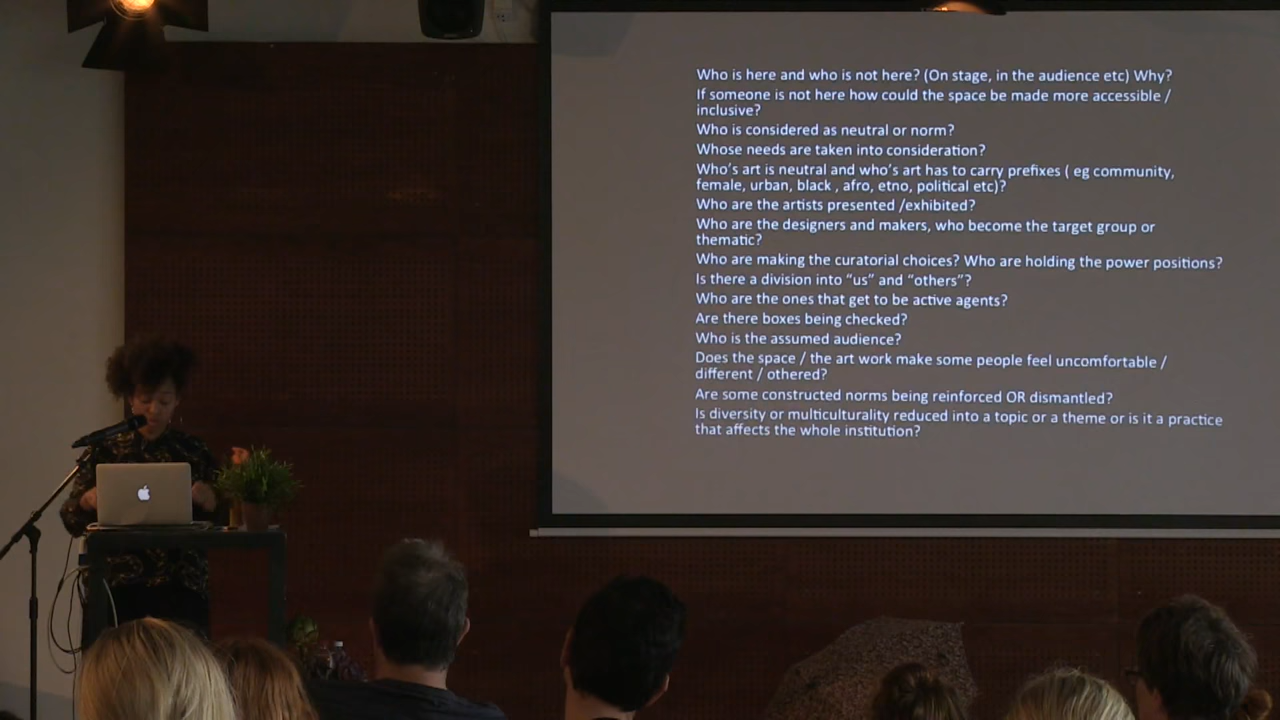 Who is here and who is not here? (On stage, in the audience etc) Why?
If someone is not here how could the space be made more accessible /
inclusive?
Who is considered as neutral or norm?
Whose needs are taken into consideration?
Who's art is neutral and who's art has to carry prefixes ( eg community,
female, urban, black , afro, etno, political etc)?
Who are the artists presented /exhibited?
Who are the designers and makers, who become the target group or
thematic?
Who are making the curatorial choices? Who are holding the power positions?
Is there a division into “us” and “others”?
Who are the ones that get to be active agents?
Are there boxes being checked?
Who is the assumed audience?
Does the space / the art work make some people feel uncomfortable /
different / othered?
Are some constructed norms being reinforced OR dismantled?
Is diversity or multiculturality reduced into a topic or a theme or is it a practice
that affects the whole institution?